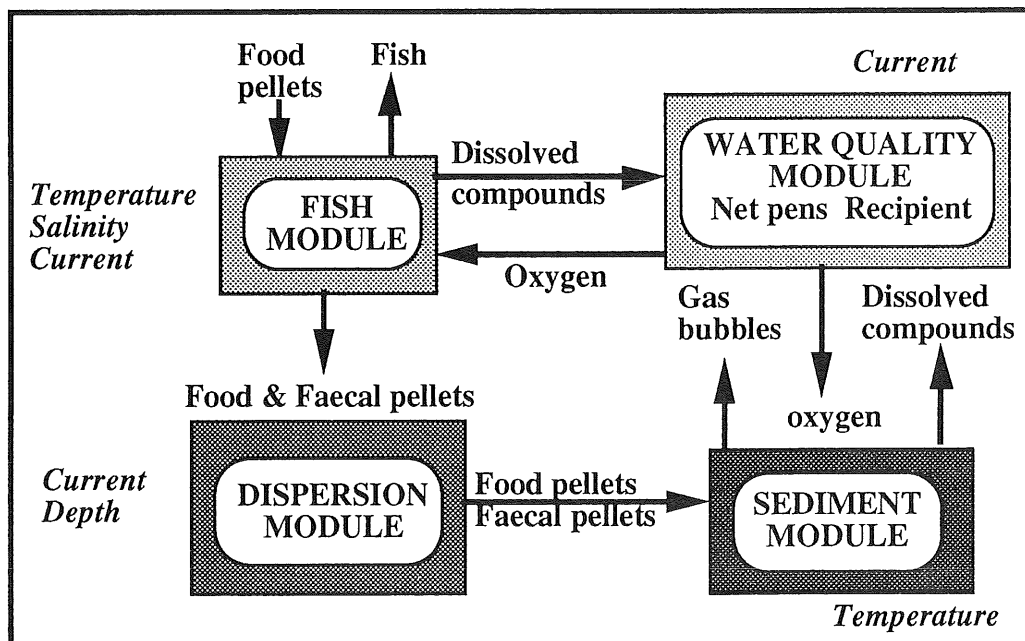 Food
pellets
Fish
Current
Dissolved
compounds
WATER QUALITY
MODULE
Net pens Recipient
Temperature
Salinity
Current
FISH
MODULE
Oxygen
Gas
bubbles
Dissolved
compounds
Food & Faecal pellets
oxygen
Current
Depth
DISPERSION
MODULE
Food pellets
Faecal pellets
SEDIMENT
MODULE
Temperature